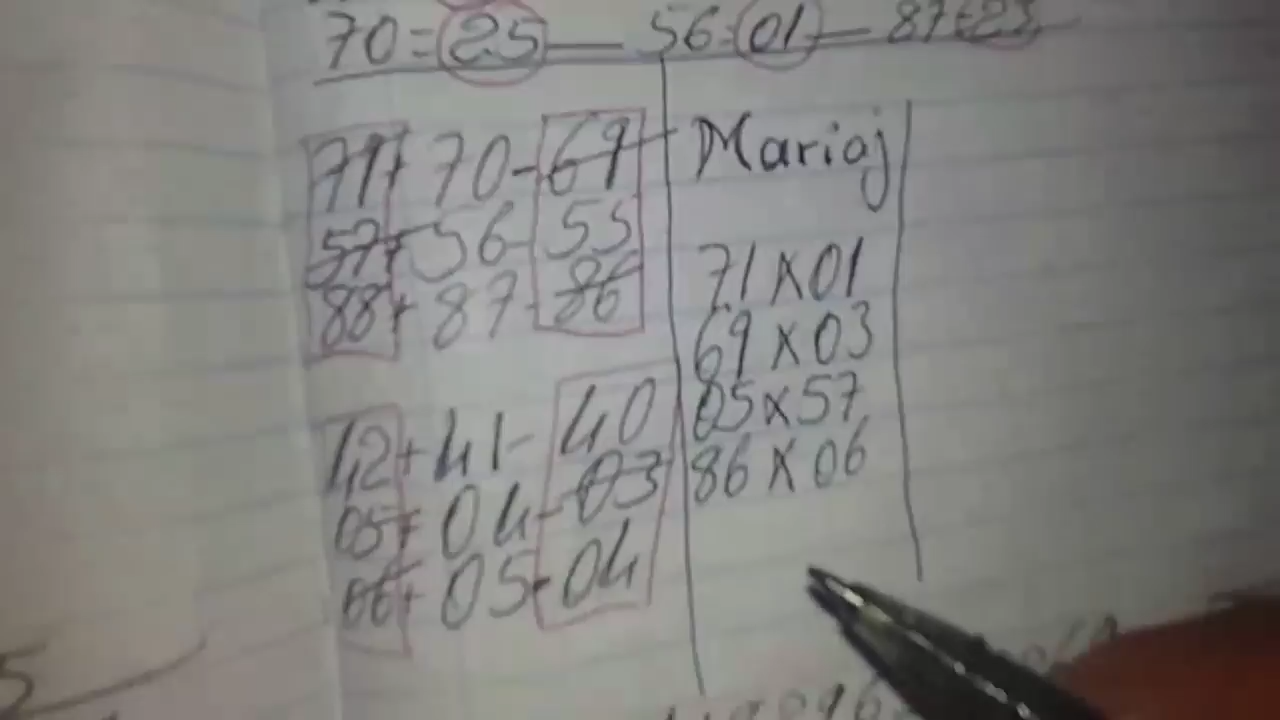 70=25— 56=01— 87=23
71+70-69
57+56-55
88+87-86
42+41-40
05+04-03
06+05-04
Mariaj
71X01
69X03
05X57
86X06